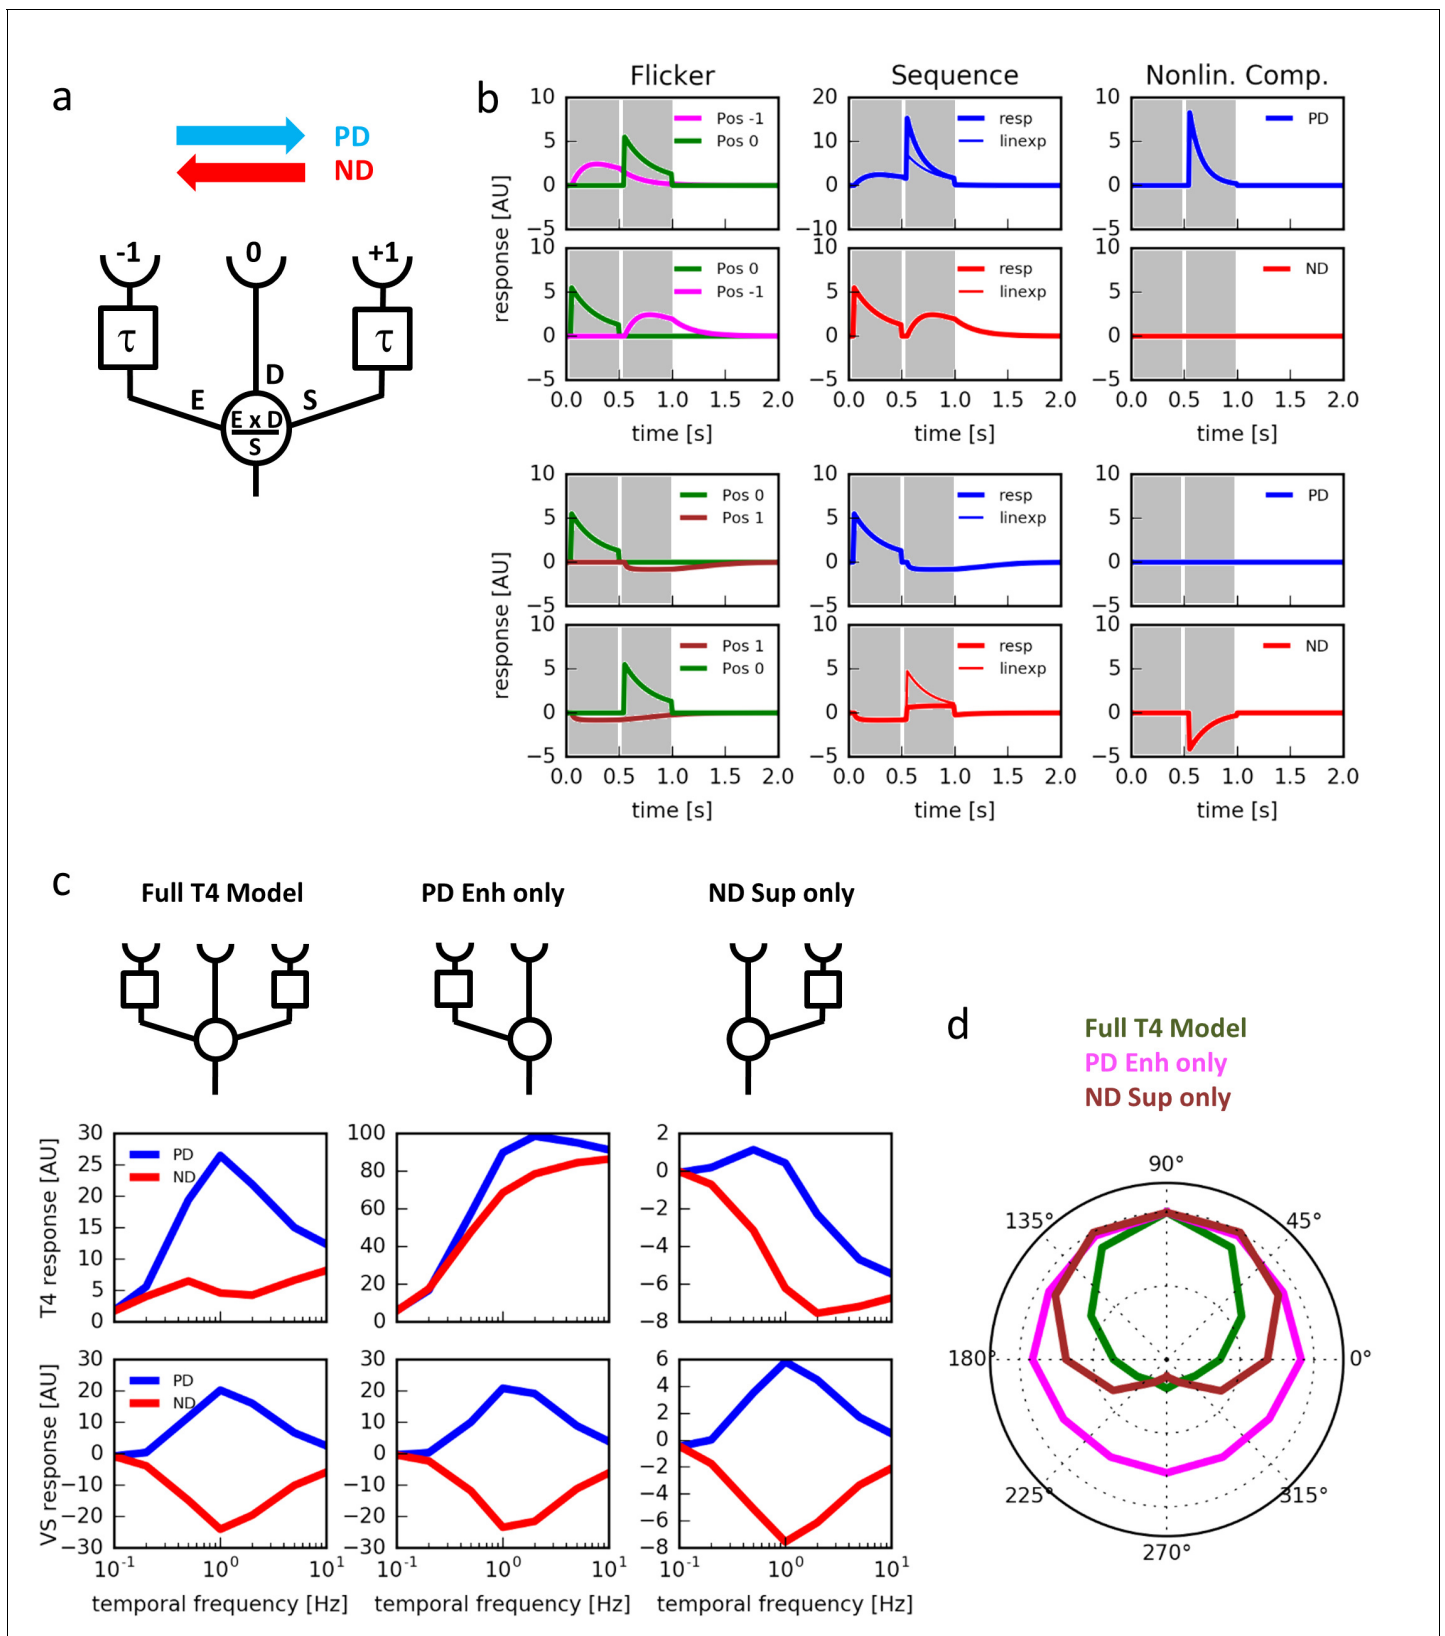 a
PD
ND
-1
0
+1
τ
τ
D
E
S
E x D
S
b
Flicker
Sequence
Nonlin. Comp.
10
5
0
−5
Pos -1
Pos 0
20
10
0
−10
resp
linexp
10
5
0
−5
PD
response [AU]
10
5
0
−5
Pos 0
Pos -1
10
5
0
−5
resp
linexp
10
5
0
−5
ND
0.0 0.5 1.0 1.5 2.0
0.0 0.5 1.0 1.5 2.0
0.0 0.5 1.0 1.5 2.0
time [s]
time [s]
time [s]
10
5
0
−5
Pos 0
Pos 1
10
5
0
−5
resp
linexp
10
5
0
−5
PD
response [AU]
10
5
0
−5
Pos 1
Pos 0
10
5
0
−5
resp
linexp
10
5
0
−5
ND
0.0 0.5 1.0 1.5 2.0
0.0 0.5 1.0 1.5 2.0
0.0 0.5 1.0 1.5 2.0
time [s]
time [s]
time [s]
c
Full T4 Model
PD Enh only
ND Sup only
T4 response [AU]
30
25
20
15
10
5
0
PD
ND
100
80
60
40
20
0
2
0
−2
−4
−6
−8
VS response [AU]
30
20
10
0
−10
−20
−30
PD
ND
30
20
10
0
−10
−20
−30
6
4
2
0
−2
−4
−6
−8
10⁻¹ 10⁰ 10¹
10⁻¹ 10⁰ 10¹
10⁻¹ 10⁰ 10¹
temporal frequency [Hz]
temporal frequency [Hz]
temporal frequency [Hz]
d
Full T4 Model
PD Enh only
ND Sup only
90°
135°
45°
180°
0°
225°
315°
270°